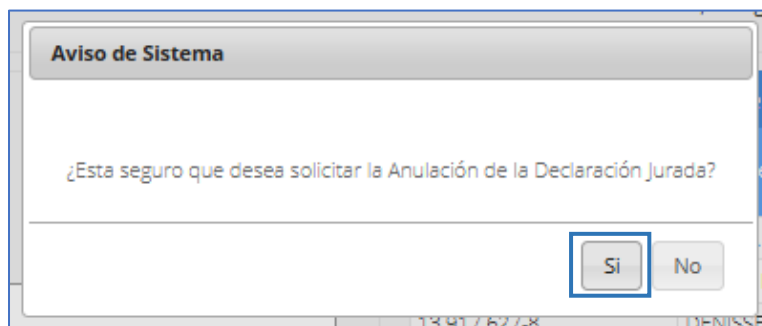 Aviso de Sistema
¿Esta seguro que desea solicitar la Anulación de la Declaración Jurada?
Si No